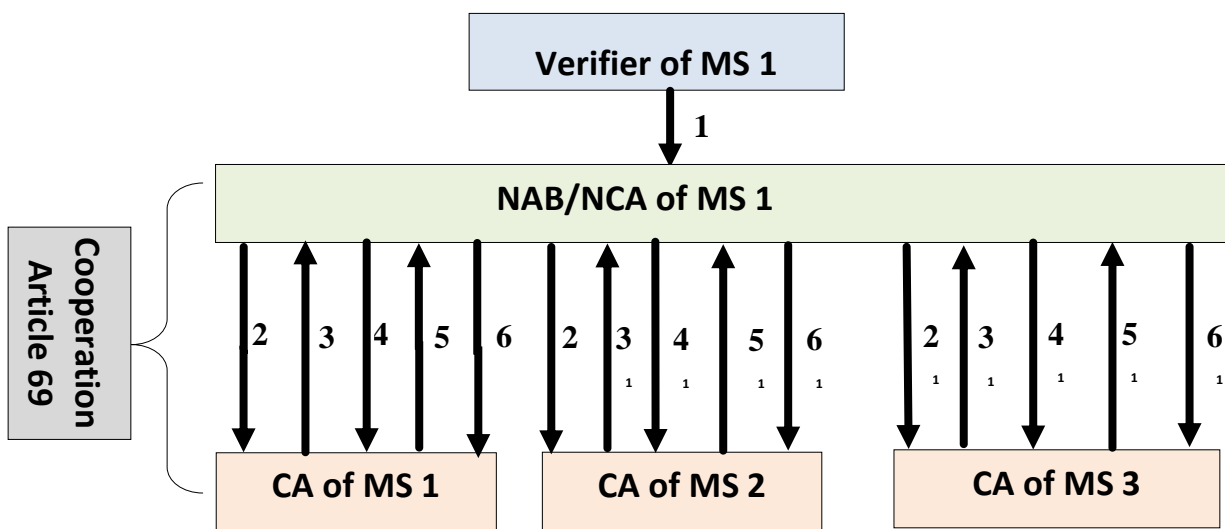 Verifier of MS 1
1
NAB/NCA of MS 1
Cooperation
Article 69
2 3 4 5 6 2 3 4 5 6 2 3 4 5 6
1 1 1 1 1 1 1 1 1
CA of MS 1
CA of MS 2
CA of MS 3